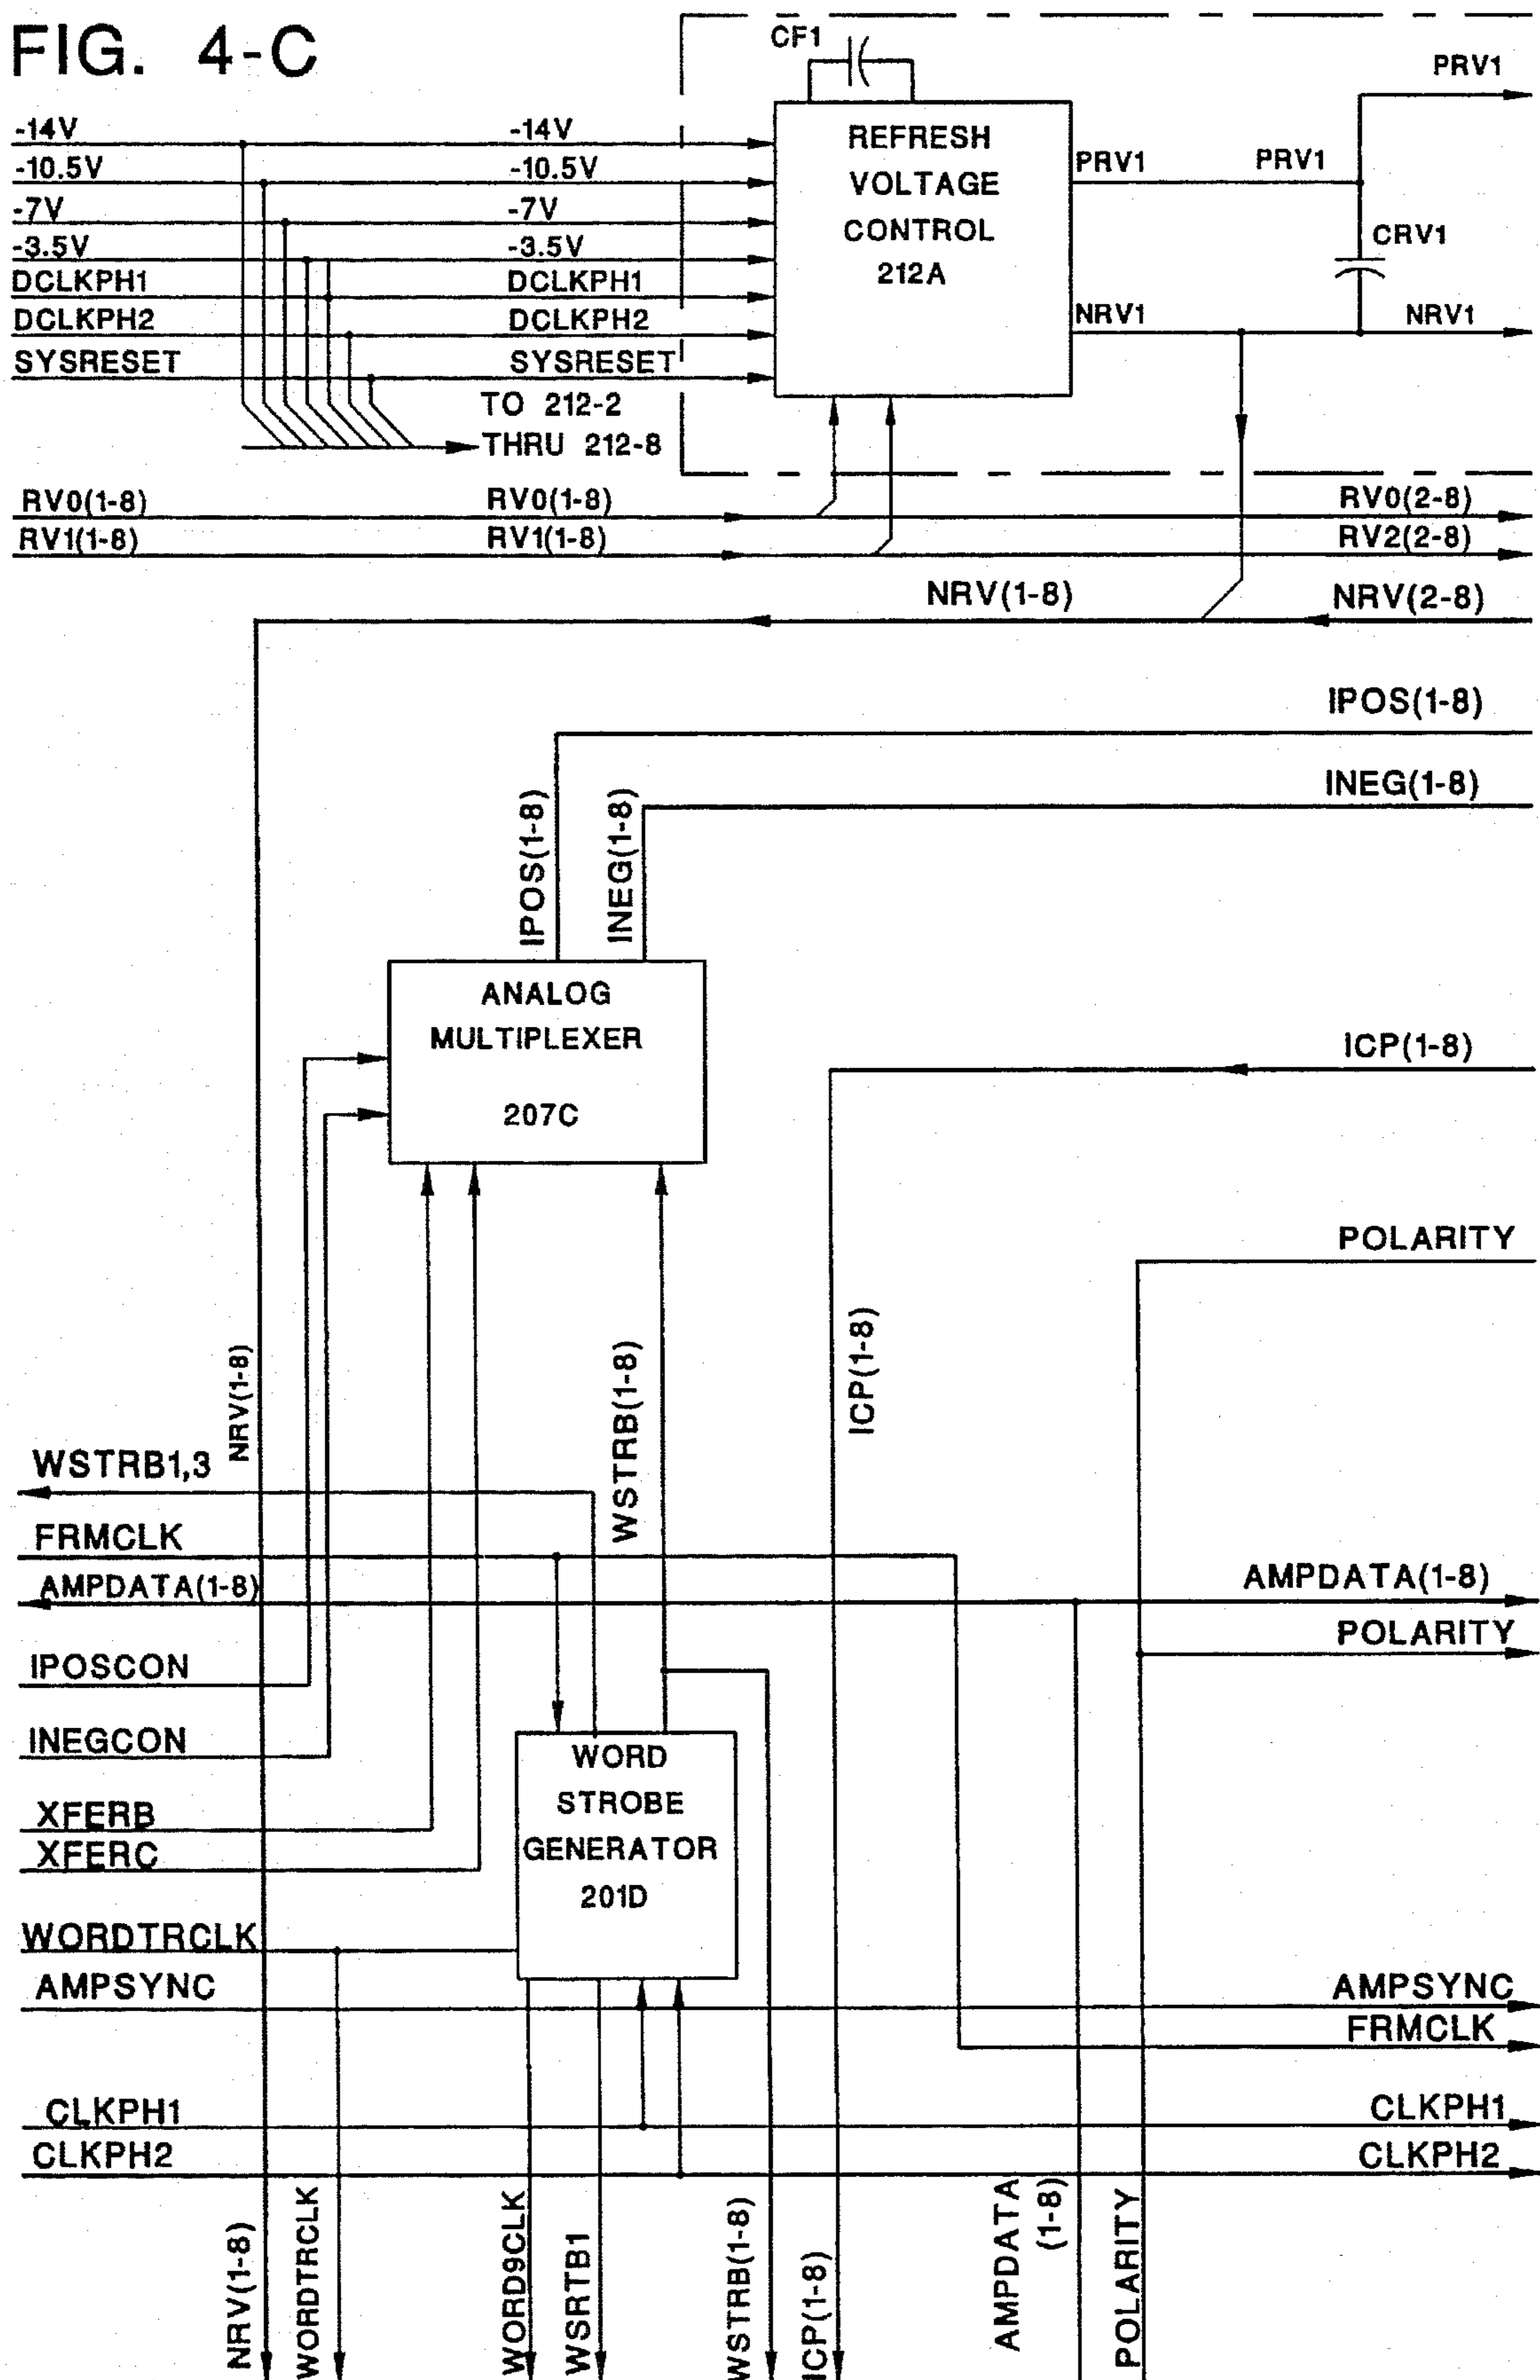 FIG. 4-C
CF1
PRV1
-14V
-14V
REFRESH
VOLTAGE
CONTROL
212A
-10.5V
-10.5V
PRV1
PRV1
-7V
-7V
-3.5V
-3.5V
CRV1
DCLKPH1
DCLKPH1
DCLKPH2
DCLKPH2
NRV1
NRV1
SYSRESET
SYSRESET
TO 212-2
THRU 212-8
RV0(1-8)
RV0(1-8)
RV0(2-8)
RV1(1-8)
RV1(1-8)
RV2(2-8)
NRV(1-8)
NRV(2-8)
IPOS(1-8)
INEG(1-8)
IPOS(1-8)
INEG(1-8)
ANALOG
MULTIPLEXER
207C
ICP(1-8)
POLARITY
NRV(1-8)
WSTRB(1-8)
ICP(1-8)
WSTRB1,3
FRMCLK
AMPDATA(1-8)
AMPDATA(1-8)
POLARITY
IPOSCON
INEGCON
WORD
STROBE
GENERATOR
201D
XFERB
XFERC
WORDTRCLK
AMPSYNC
AMPSYNC
FRMCLK
CLKPH1
CLKPH1
CLKPH2
CLKPH2
NRV(1-8)
WORDTRCLK
WORD9CLK
WSRTB1
WSTRB(1-8)
ICP(1-8)
AMPDATA
(1-8)
POLARITY